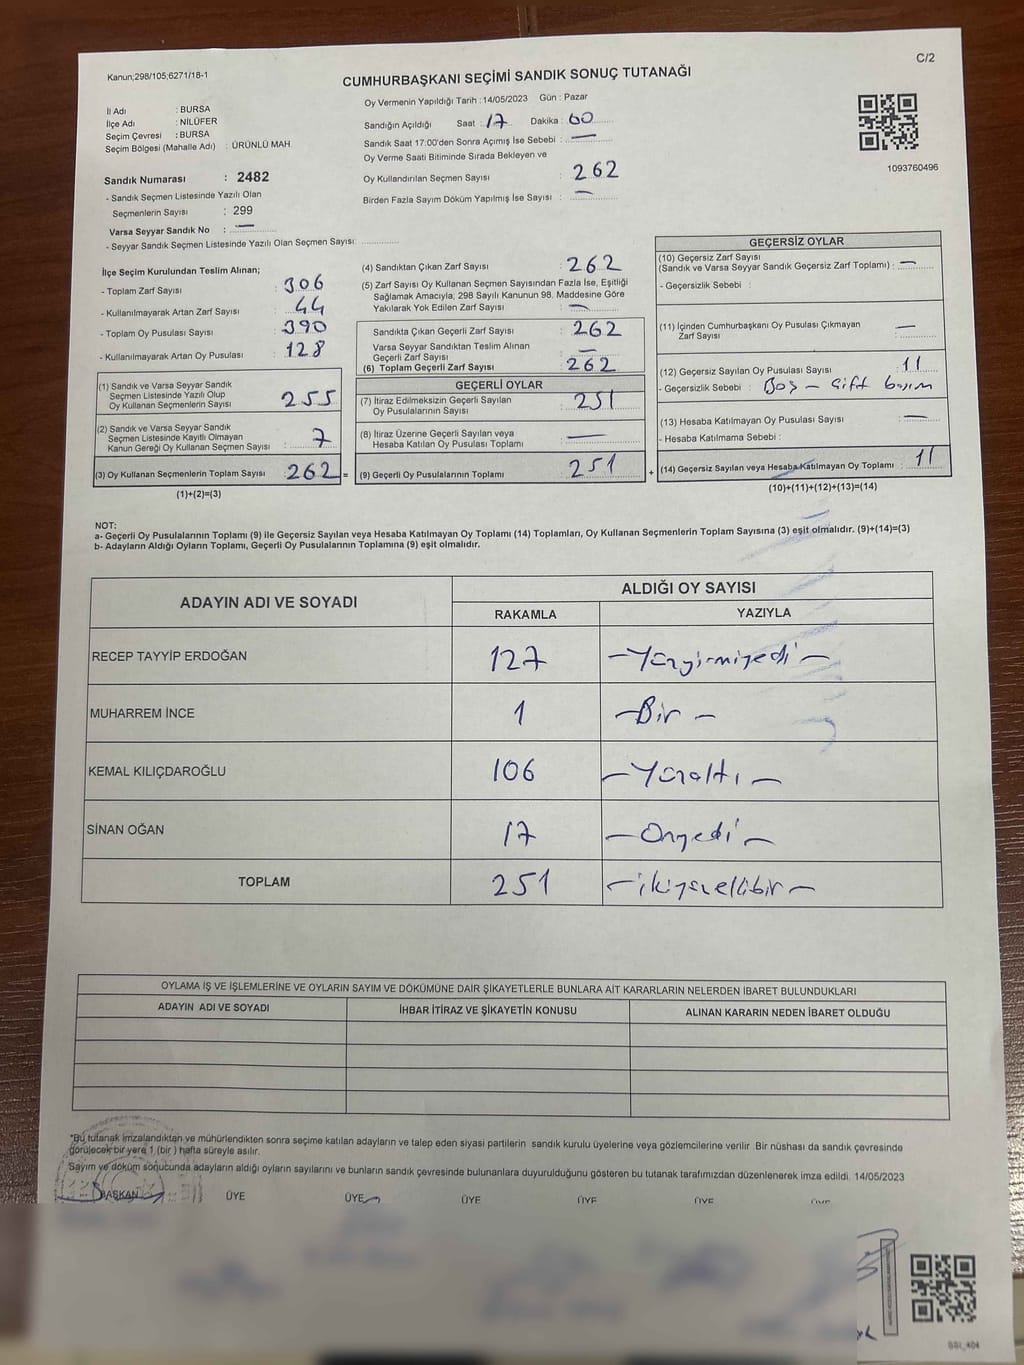 C/2
Kanun;298/105;6271/18-1
CUMHURBAŞKANI SEÇİMİ SANDIK SONUÇ TUTANAĞI
İl Adı : BURSA
İlçe Adı : NİLÜFER
Seçim Çevresi : BURSA
Seçim Bölgesi (Mahalle Adı) : ÜRÜNLÜ MAH.
Oy Vermenin Yapıldığı Tarih : 14/05/2023 Gün : Pazar
Sandığın Açıldığı Saat : 17 Dakika : 00
Sandık Saat 17:00'den Sonra Açımış İse Sebebi : —
Oy Verme Saati Bitiminde Sırada Bekleyen ve
Oy Kullandırılan Seçmen Sayısı : 262
Birden Fazla Sayım Döküm Yapılmış İse Sayısı : —
1093760496
Sandık Numarası : 2482
- Sandık Seçmen Listesinde Yazılı Olan
Seçmenlerin Sayısı : 299
Varsa Seyyar Sandık No : —
- Seyyar Sandık Seçmen Listesinde Yazılı Olan Seçmen Sayısı:
İlçe Seçim Kurulundan Teslim Alınan;
- Toplam Zarf Sayısı : 306
- Kullanılmayarak Artan Zarf Sayısı : 44
- Toplam Oy Pusulası Sayısı : 390
- Kullanılmayarak Artan Oy Pusulası : 128
(1) Sandık ve Varsa Seyyar Sandık
Seçmen Listesinde Yazılı Olup
Oy Kullanan Seçmenlerin Sayısı : 255
(2) Sandık ve Varsa Seyyar Sandık
Seçmen Listesinde Kayıtlı Olmayan
Kanun Gereği Oy Kullanan Seçmen Sayısı : 7
(3) Oy Kullanan Seçmenlerin Toplam Sayısı : 262 =
(1)+(2)=(3)
(4) Sandıktan Çıkan Zarf Sayısı : 262
(5) Zarf Sayısı Oy Kullanan Seçmen Sayısından Fazla İse, Eşitliği
Sağlamak Amacıyla, 298 Sayılı Kanunun 98. Maddesine Göre
Yakılarak Yok Edilen Zarf Sayısı : —
Sandıkta Çıkan Geçerli Zarf Sayısı : 262
Varsa Seyyar Sandıktan Teslim Alınan
Geçerli Zarf Sayısı : —
(6) Toplam Geçerli Zarf Sayısı : 262
GEÇERLİ OYLAR
(7) İtiraz Edilmeksizin Geçerli Sayılan
Oy Pusulalarının Sayısı : 251
(8) İtiraz Üzerine Geçerli Sayılan veya
Hesaba Katılan Oy Pusulası Toplamı : —
(9) Geçerli Oy Pusulalarının Toplamı : 251 +
GEÇERSİZ OYLAR
(10) Geçersiz Zarf Sayısı
(Sandık ve Varsa Seyyar Sandık Geçersiz Zarf Toplamı) : —
- Geçersizlik Sebebi :
(11) İçinden Cumhurbaşkanı Oy Pusulası Çıkmayan
Zarf Sayısı : —
(12) Geçersiz Sayılan Oy Pusulası Sayısı : 11
- Geçersizlik Sebebi : Boş – Çift basım
(13) Hesaba Katılmayan Oy Pusulası Sayısı : —
- Hesaba Katılmama Sebebi :
(14) Geçersiz Sayılan veya Hesaba Katılmayan Oy Toplamı : 11
(10)+(11)+(12)+(13)=(14)
NOT:
a- Geçerli Oy Pusulalarının Toplamı (9) ile Geçersiz Sayılan veya Hesaba Katılmayan Oy Toplamı (14) Toplamları, Oy Kullanan Seçmenlerin Toplam Sayısına (3) eşit olmalıdır. (9)+(14)=(3)
b- Adayların Aldığı Oyların Toplamı, Geçerli Oy Pusulalarının Toplamına (9) eşit olmalıdır.
ADAYIN ADI VE SOYADI
ALDIĞI OY SAYISI
RAKAMLA YAZIYLA
RECEP TAYYİP ERDOĞAN 127 – Yüzyirmiyedi –
MUHARREM İNCE 1 – Bir –
KEMAL KILIÇDAROĞLU 106 – Yüzaltı –
SİNAN OĞAN 17 – Onyedi –
TOPLAM 251 – ikiyüzellibir –
OYLAMA İŞ VE İŞLEMLERİNE VE OYLARIN SAYIM VE DÖKÜMÜNE DAİR ŞİKAYETLERLE BUNLARA AİT KARARLARIN NELERDEN İBARET BULUNDUKLARI
ADAYIN ADI VE SOYADI İHBAR İTİRAZ VE ŞİKAYETİN KONUSU ALINAN KARARIN NEDEN İBARET OLDUĞU
*Bu tutanak imzalandıktan ve mühürlendikten sonra seçime katılan adayların ve talep eden siyasi partilerin sandık kurulu üyelerine veya gözlemcilerine verilir. Bir nüshası da sandık çevresinde
görülecek bir yere 1 (bir ) hafta süreyle asılır.
Sayım ve döküm sonucunda adayların aldığı oyların sayılarını ve bunların sandık çevresinde bulunanlara duyurulduğunu gösteren bu tutanak tarafımızdan düzenlenerek imza edildi. 14/05/2023
BAŞKAN ÜYE ÜYE ÜYE ÜYE ÜYE ÜYE